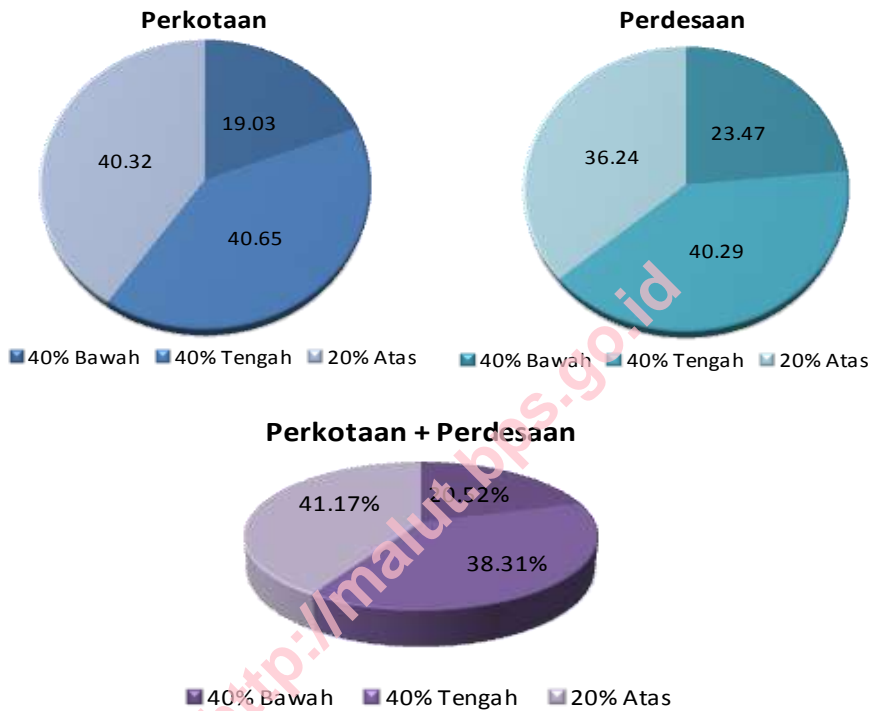 Perkotaan
19.03
40.65
40.32
40% Bawah 40% Tengah 20% Atas
Perdesaan
23.47
40.29
36.24
40% Bawah 40% Tengah 20% Atas
Perkotaan + Perdesaan
20.52%
38.31%
41.17%
40% Bawah 40% Tengah 20% Atas
http://malut.bps.go.id